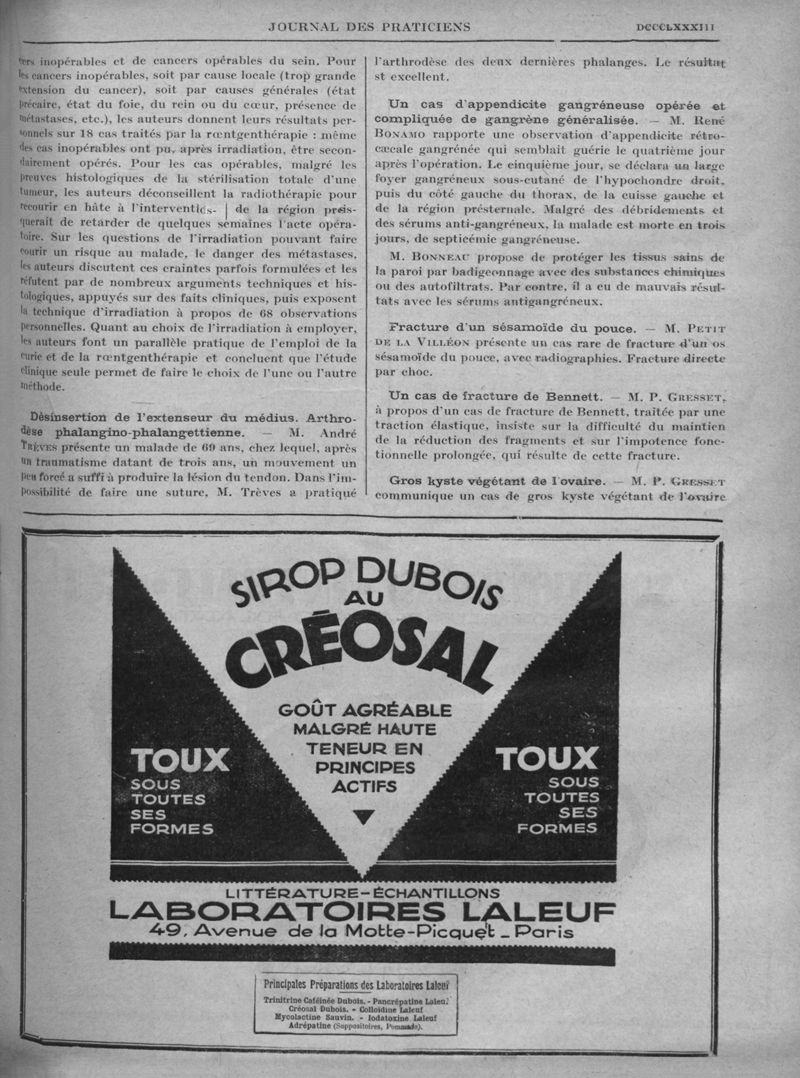 JOURNAL DES PRATICIENS
DCCCLXXXIII
cers inopérables et de cancers opérables du sein. Pour
les cancers inopérables, soit par cause locale (trop grande
extension du cancer), soit par causes générales (état
précaire, état du foie, du rein ou du cœur, présence de
métastases, etc.), les auteurs donnent leurs résultats per-
sonnels sur 18 cas traités par la rœntgenthérapie : même
des cas inopérables ont pu, après irradiation, être secon-
dairement opérés. Pour les cas opérables, malgré les
preuves histologiques de la stérilisation totale d'une
tumeur, les auteurs déconseillent la radiothérapie pour
recourir en hâte à l'interventi de la région
querait de retarder de quelques semaines l'acte opéra-
toire. Sur les questions de l'irradiation pouvant faire
courir un risque au malade, le danger des métastases,
les auteurs discutent ces craintes parfois formulées et les
réfutent par de nombreux arguments techniques et his-
tologiques, appuyés sur des faits cliniques, puis exposent
la technique d'irradiation à propos de 68 observations
personnelles. Quant au choix de l'irradiation à employer,
les auteurs font un parallèle pratique de l'emploi de la
curie et de la rœntgenthérapie et concluent que l'étude
clinique seule permet de faire le choix de l'une ou l'autre
méthode.
Désinsertion de l'extenseur du médius. Arthro-
dèse phalangino-phalangettienne. — M. André
TRÈVES présente un malade de 69 ans, chez lequel, après
un traumatisme datant de trois ans, un mouvement un
peu forcé a suffi à produire la lésion du tendon. Dans l'im-
possibilité de faire une suture, M. Trèves a pratiqué
l'arthrodèse des deux dernières phalanges. Le résultat
st excellent.
Un cas d'appendicite gangréneuse opérée et
compliquée de gangrène généralisée. — M. René
BONAMO rapporte une observation d'appendicite rétro-
cæcale gangrénée qui semblait guérie le quatrième jour
après l'opération. Le cinquième jour, se déclara un large
foyer gangréneux sous-cutané de l'hypochondre droit,
puis du côté gauche du thorax, de la cuisse gauche et
de la région présternale. Malgré des débridements et
des sérums anti-gangréneux, la malade est morte en trois
jours, de septicémie gangréneuse.
M. BONNEAU propose de protéger les tissus sains de
la paroi par badigeonnage avec des substances chimiques
ou des autofiltrats. Par contre, il a eu de mauvais résul-
tats avec les sérums antigangréneux.
Fracture d'un sésamoïde du pouce. — M. PETIT
DE LA VILLÉON présente un cas rare de fracture d'un os
sésamoïde du pouce, avec radiographies. Fracture directe
par choc.
Un cas de fracture de Bennett. — M. P. GRESSET,
à propos d'un cas de fracture de Bennett, traitée par une
traction élastique, insiste sur la difficulté du maintien
de la réduction des fragments et sur l'impotence fonc-
tionnelle prolongée, qui résulte de cette fracture.
Gros kyste végétant de l'ovaire. — M. P. GRESSET
communique un cas de gros kyste végétant de l'ovaire
SIROP DUBOIS
AU
CRÉOSAL
GOÛT AGRÉABLE
MALGRÉ HAUTE
TENEUR EN
PRINCIPES
ACTIFS
TOUX
SOUS
TOUTES
SES
FORMES
TOUX
SOUS
TOUTES
SES
FORMES
LITTÉRATURE-ÉCHANTILLONS
LABORATOIRES LALEUF
49, Avenue de la Motte-Picquet _ Paris
Principales Préparations des Laboratoires Laleuf
Trinitrine Caféinée Dubois. - Pancrépatine Laleuf
Créosal Dubois. - Colloïdine Laleuf
Mycolactine Sauvin. - Iodatoxine Laleuf
Adrépatine (Suppositoires, Pommade).